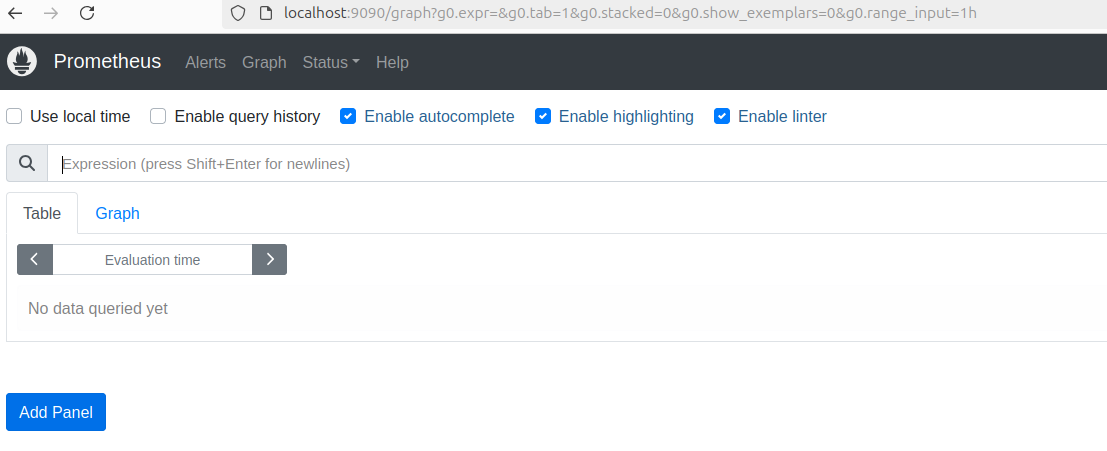 localhost:9090/graph?g0.expr=&g0.tab=1&g0.stacked=0&g0.show_exemplars=0&g0.range_input=1h
Prometheus Alerts Graph Status Help
Use local time Enable query history Enable autocomplete Enable highlighting Enable linter
Expression (press Shift+Enter for newlines)
Table Graph
Evaluation time
No data queried yet
Add Panel